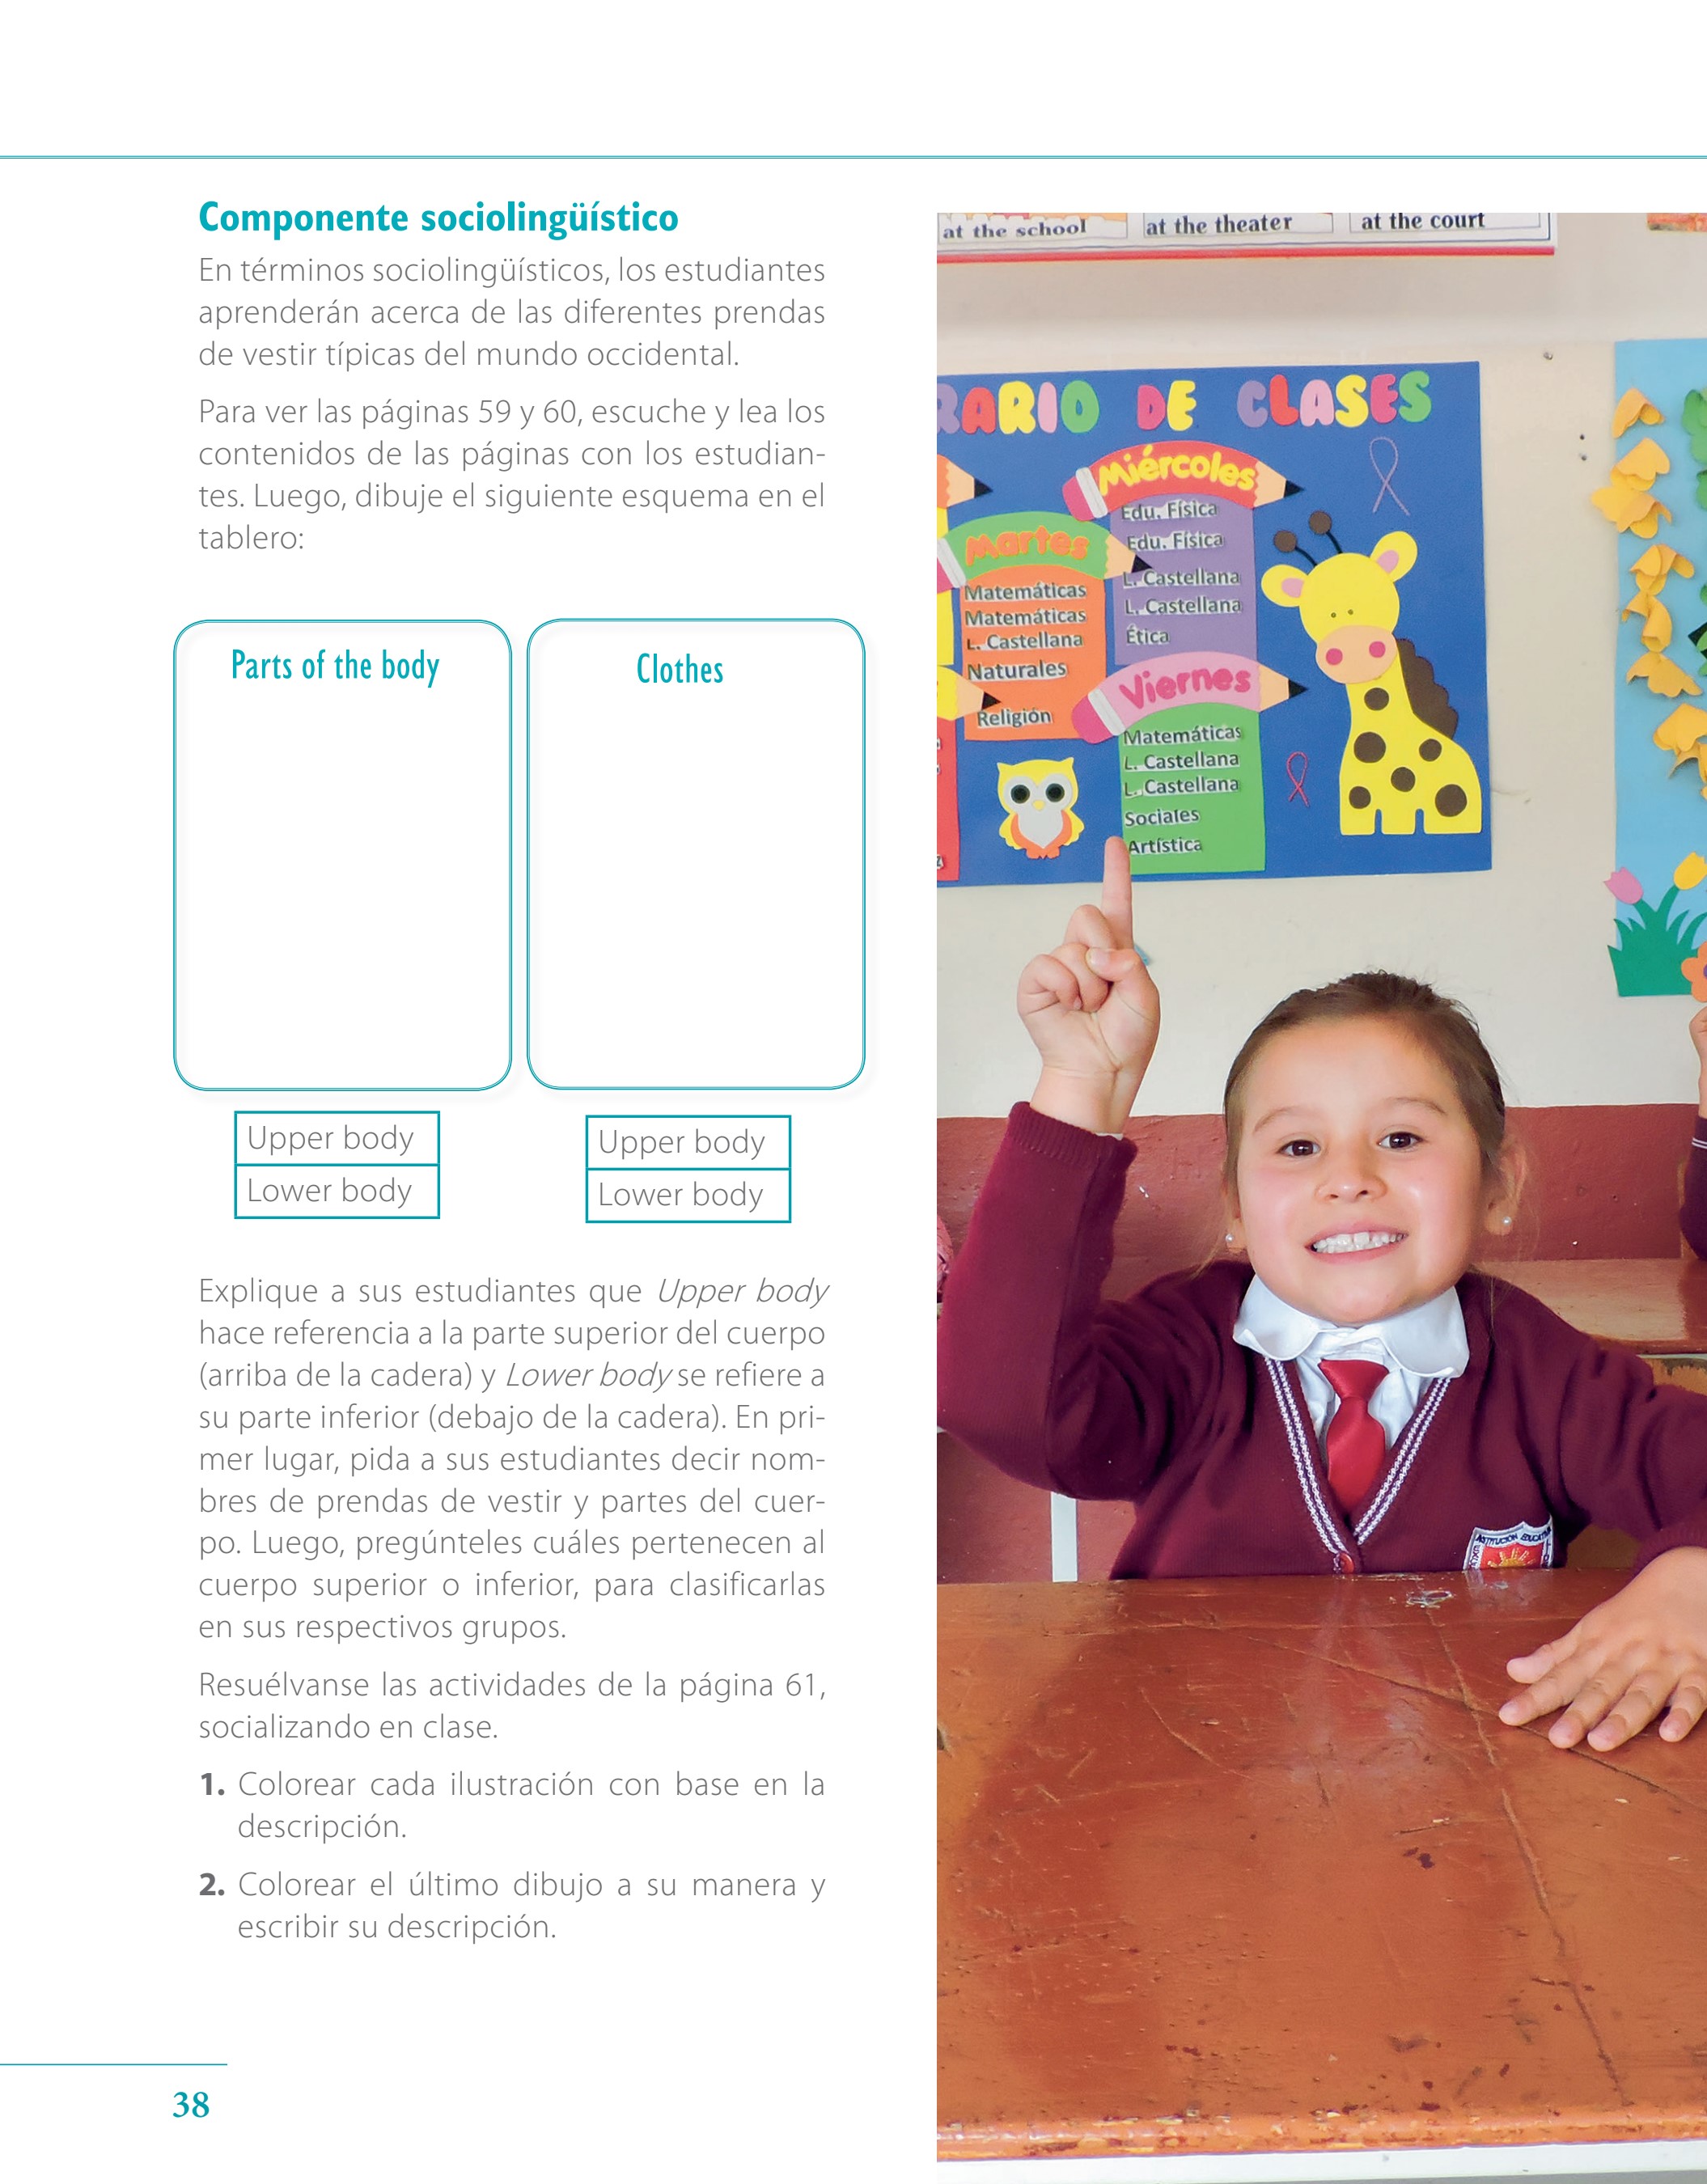 Componente sociolingüístico
En términos sociolingüísticos, los estudiantes
aprenderán acerca de las diferentes prendas
de vestir típicas del mundo occidental.
Para ver las páginas 59 y 60, escuche y lea los
contenidos de las páginas con los estudian-
tes. Luego, dibuje el siguiente esquema en el
tablero:
Parts of the body
Clothes
Upper body
Lower body
Upper body
Lower body
Explique a sus estudiantes que Upper body
hace referencia a la parte superior del cuerpo
(arriba de la cadera) y Lower body se refiere a
su parte inferior (debajo de la cadera). En pri-
mer lugar, pida a sus estudiantes decir nom-
bres de prendas de vestir y partes del cuer-
po. Luego, pregúnteles cuáles pertenecen al
cuerpo superior o inferior, para clasificarlas
en sus respectivos grupos.
Resuélvanse las actividades de la página 61,
socializando en clase.
1. Colorear cada ilustración con base en la
descripción.
2. Colorear el último dibujo a su manera y
escribir su descripción.
38
at the school
at the theater
at the court
RARIO DE CLASES
Miércoles
Edu. Física
Edu. Física
L. Castellana
L. Castellana
Ética
Martes
Matemáticas
Matemáticas
L. Castellana
Naturales
Religión
Viernes
Matemáticas
L. Castellana
L. Castellana
Sociales
Artística